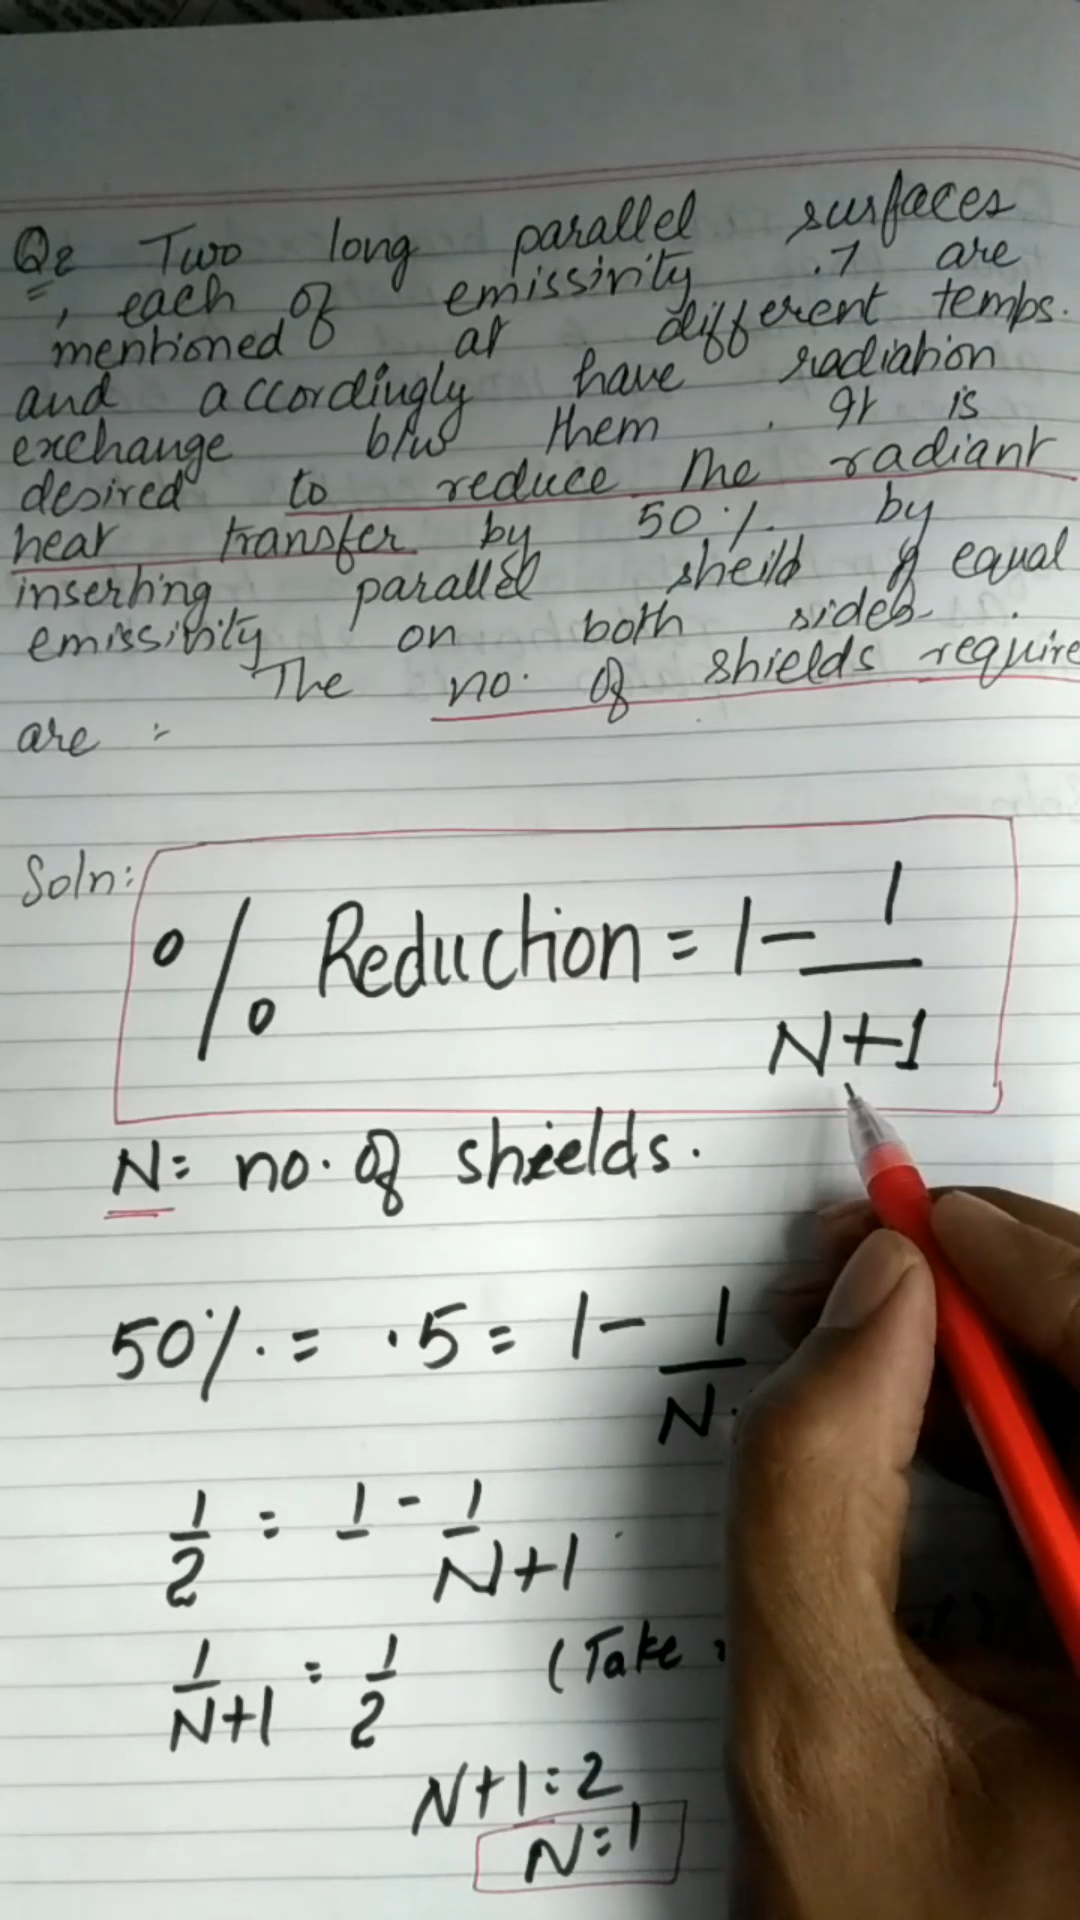 Q2 Two long parallel surfaces
, each of emissivity .7 are
mentioned at different temps.
and accordingly have radiation
exchange b/w them . It is
desired to reduce the radiant
heat transfer by 50% by
inserting parallel sheild of equal
emissivity on both sides .
The no. of shields require
are :-
Soln:
% Reduction = 1 - 1/N+1
N = no. of shields.
50% = .5 = 1 - 1/N
1/2 = 1 - 1/N+1
1/N+1 = 1/2 (Take
N+1 = 2
N = 1